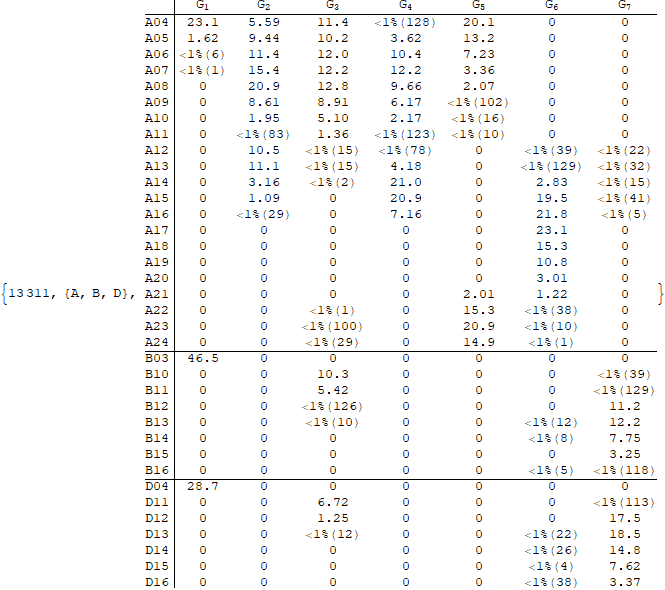 G1 G2 G3 G4 G5 G6 G7
A04 23.1 5.59 11.4 <1%(128) 20.1 0 0
A05 1.62 9.44 10.2 3.62 13.2 0 0
A06 <1%(6) 11.4 12.0 10.4 7.23 0 0
A07 <1%(1) 15.4 12.2 12.2 3.36 0 0
A08 0 20.9 12.8 9.66 2.07 0 0
A09 0 8.61 8.91 6.17 <1%(102) 0 0
A10 0 1.95 5.10 2.17 <1%(16) 0 0
A11 0 <1%(83) 1.36 <1%(123) <1%(10) 0 0
A12 0 10.5 <1%(15) <1%(78) 0 <1%(39) <1%(22)
A13 0 11.1 <1%(15) 4.18 0 <1%(129) <1%(32)
A14 0 3.16 <1%(2) 21.0 0 2.83 <1%(15)
A15 0 1.09 0 20.9 0 19.5 <1%(41)
A16 0 <1%(29) 0 7.16 0 21.8 <1%(5)
A17 0 0 0 0 0 23.1 0
A18 0 0 0 0 0 15.3 0
A19 0 0 0 0 0 10.8 0
A20 0 0 0 0 0 3.01 0
{13311, {A, B, D}, A21 0 0 0 0 2.01 1.22 0 }
A22 0 0 <1%(1) 0 15.3 <1%(38) 0
A23 0 0 <1%(100) 0 20.9 <1%(10) 0
A24 0 0 <1%(29) 0 14.9 <1%(1) 0
B03 46.5 0 0 0 0 0 0
B10 0 0 10.3 0 0 0 <1%(39)
B11 0 0 5.42 0 0 0 <1%(129)
B12 0 0 <1%(126) 0 0 0 11.2
B13 0 0 <1%(10) 0 0 <1%(12) 12.2
B14 0 0 0 0 0 <1%(8) 7.75
B15 0 0 0 0 0 0 3.25
B16 0 0 0 0 0 <1%(5) <1%(118)
D04 28.7 0 0 0 0 0 0
D11 0 0 6.72 0 0 0 <1%(113)
D12 0 0 1.25 0 0 0 17.5
D13 0 0 <1%(12) 0 0 <1%(22) 18.5
D14 0 0 0 0 0 <1%(26) 14.8
D15 0 0 0 0 0 <1%(4) 7.62
D16 0 0 0 0 0 <1%(38) 3.37